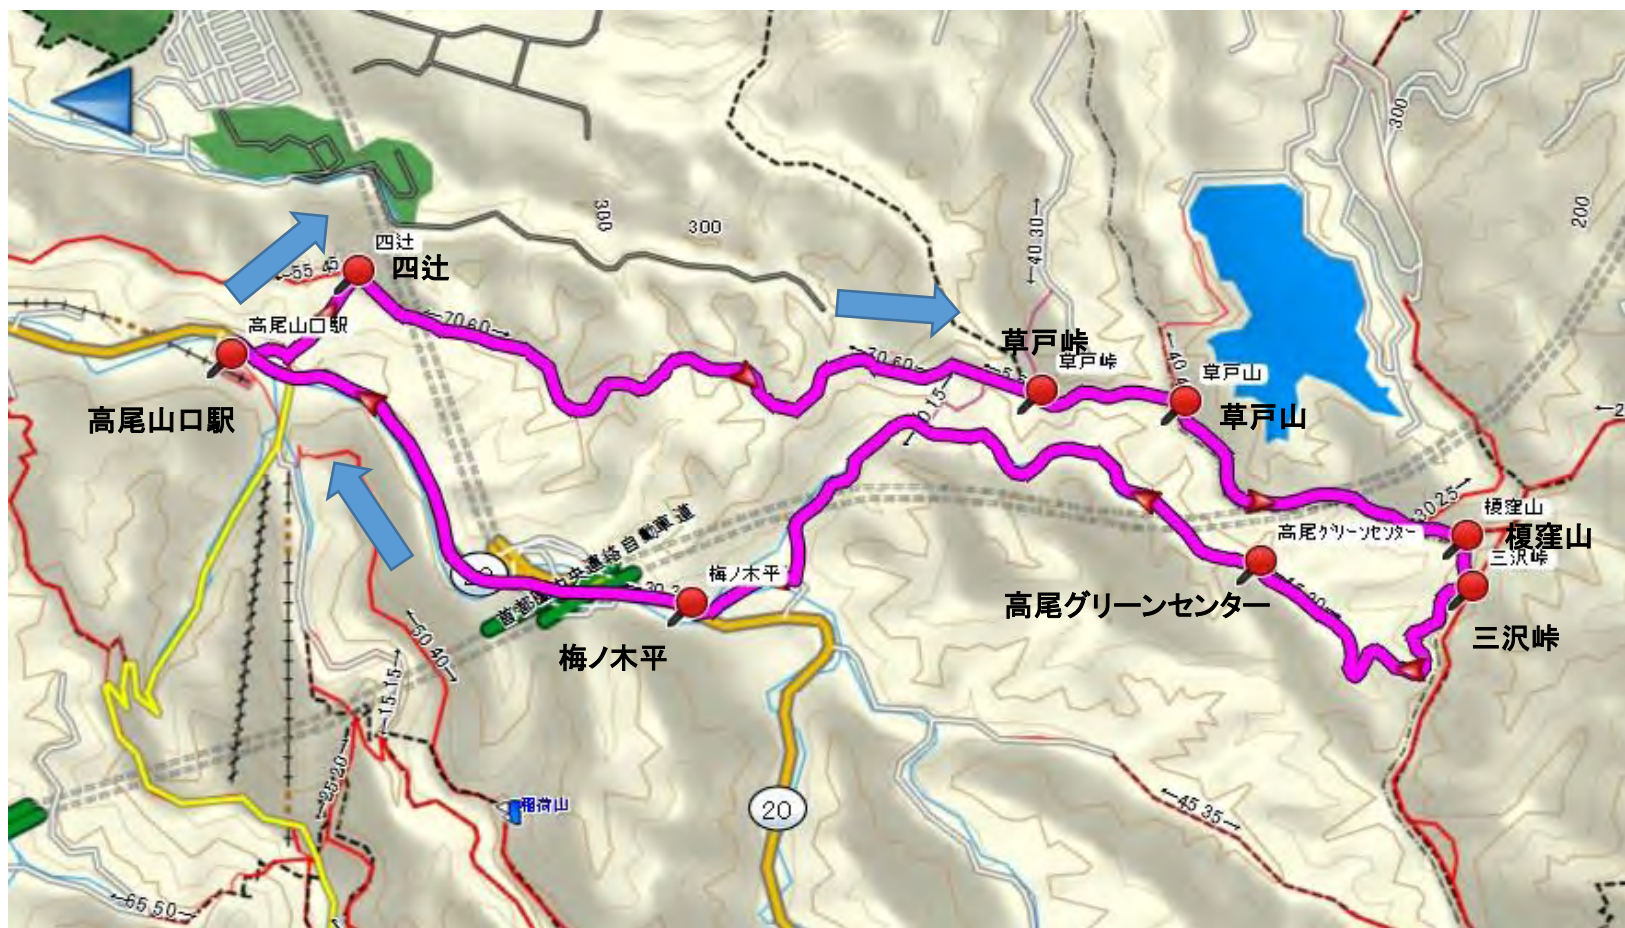 300
200
300
300
←40 30→
四辻
四辻
←55 45
高尾山口駅
←70 60→
高尾山口駅
草戸峠
草戸峠
←70 60→
草戸山
草戸山
←40
30 25→
榎窪山
榎窪山
三沢峠
三沢峠
高尾グリーンセンター
高尾グリーンセンター
首都圏中央連絡自動車道
梅ノ木平
梅ノ木平
←50 40→
←15 15→
←25 20→
稲荷山
20
←45 35→
←65 50→